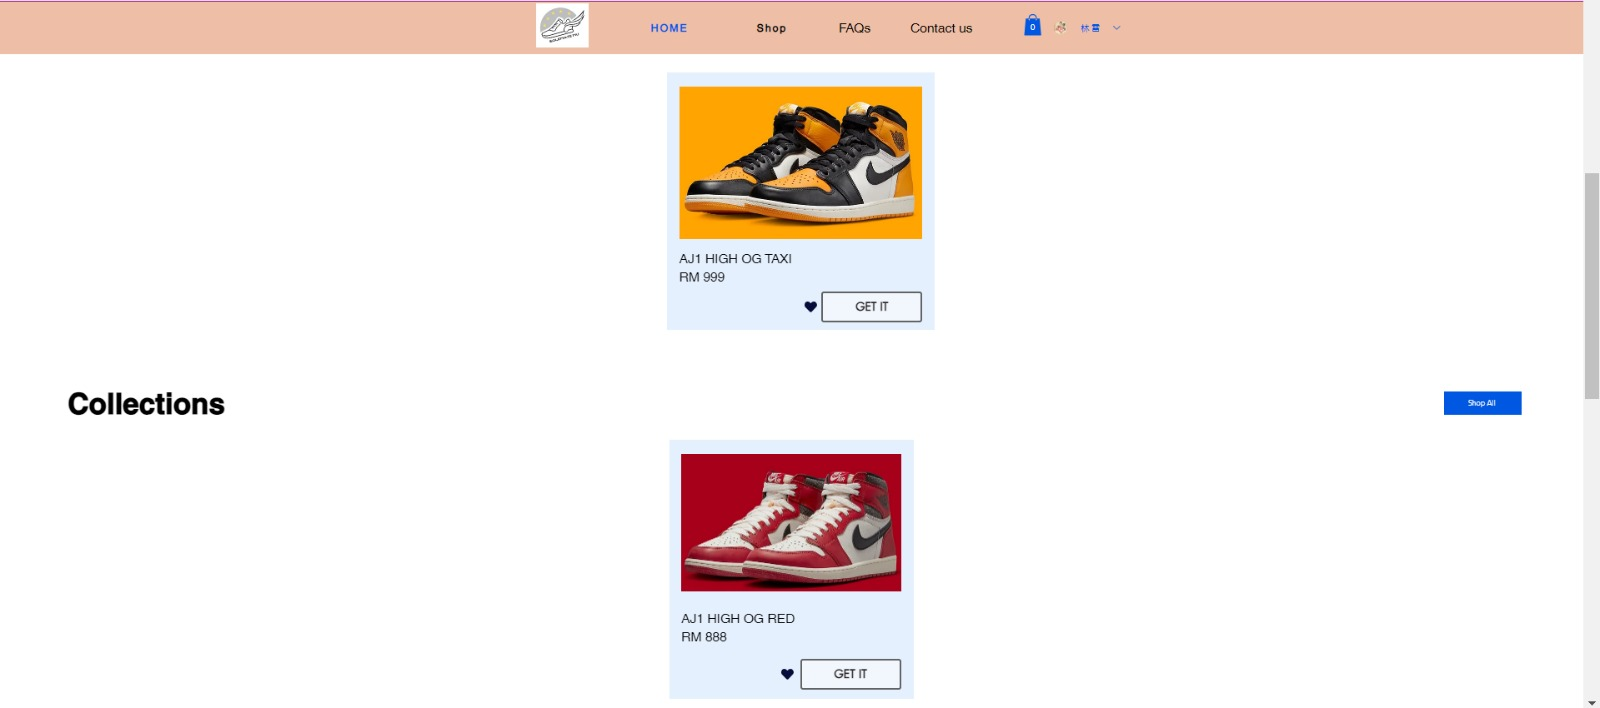 HOME
Shop
FAQs
Contact us
0
AJ1 HIGH OG TAXI
RM 999
GET IT
Collections
Shop All
AJ1 HIGH OG RED
RM 888
GET IT